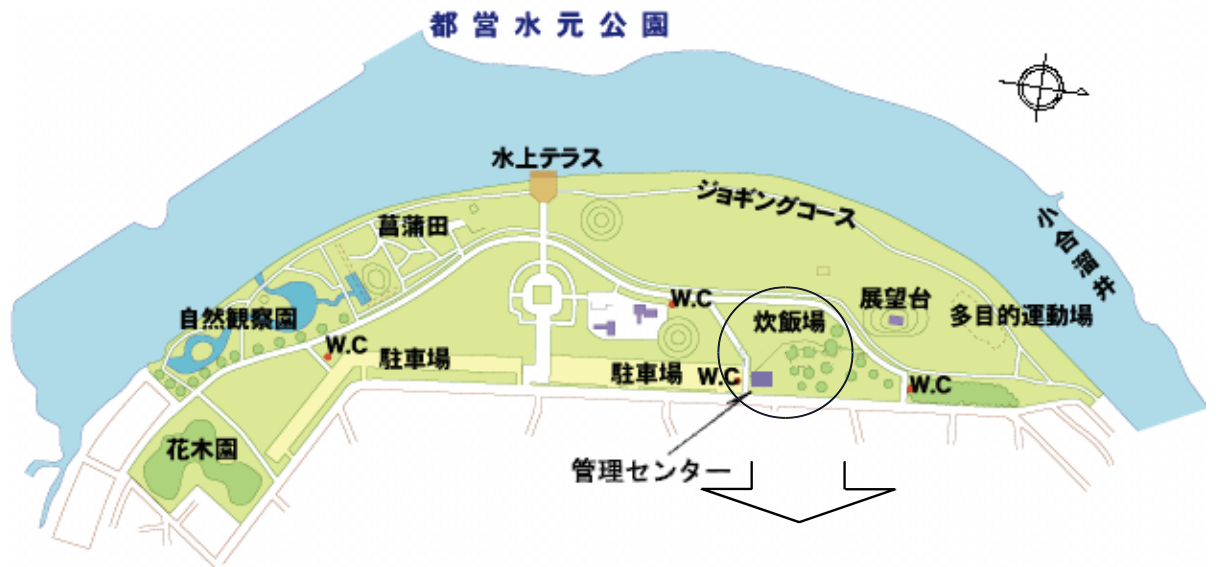 都営水元公園
水上テラス
ジョギングコース
菖蒲田
小合溜井
自然観察園
W.C
炊飯場
展望台
多目的運動場
W.C
駐車場
駐車場
W.C
W.C
花木園
管理センター